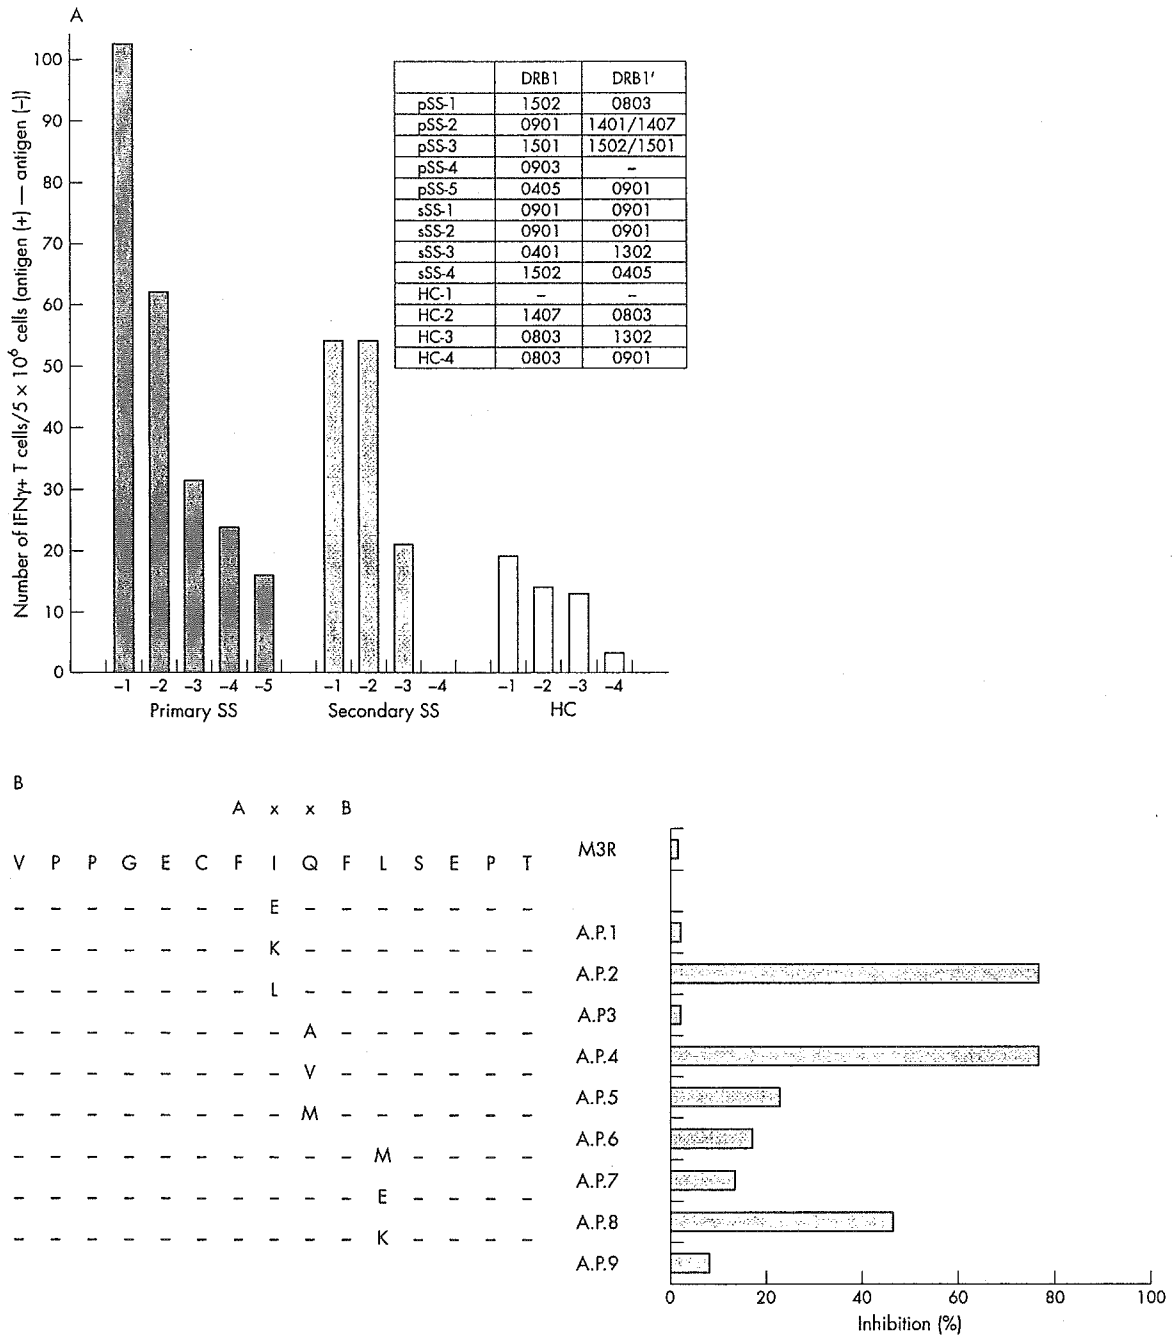 A
Number of IFNγ+ T cells/5 × 10⁶ cells (antigen (+) — antigen (−))
100
90
80
70
60
50
40
30
20
10
0
DRB1 DRB1′
pSS-1 1502 0803
pSS-2 0901 1401/1407
pSS-3 1501 1502/1501
pSS-4 0903 –
pSS-5 0405 0901
sSS-1 0901 0901
sSS-2 0901 0901
sSS-3 0401 1302
sSS-4 1502 0405
HC-1 – –
HC-2 1407 0803
HC-3 0803 1302
HC-4 0803 0901
–1 –2 –3 –4 –5 –1 –2 –3 –4 –1 –2 –3 –4
Primary SS Secondary SS HC
B
A x x B
V P P G E C F I Q F L S E P T M3R
– – – – – – – E – – – – – – – A.P.1
– – – – – – – K – – – – – – – A.P.2
– – – – – – – L – – – – – – – A.P3
– – – – – – – – A – – – – – – A.P.4
– – – – – – – – V – – – – – – A.P.5
– – – – – – – – M – – – – – – A.P.6
– – – – – – – – – – M – – – – A.P.7
– – – – – – – – – – E – – – – A.P.8
– – – – – – – – – – K – – – – A.P.9
0 20 40 60 80 100
Inhibition (%)